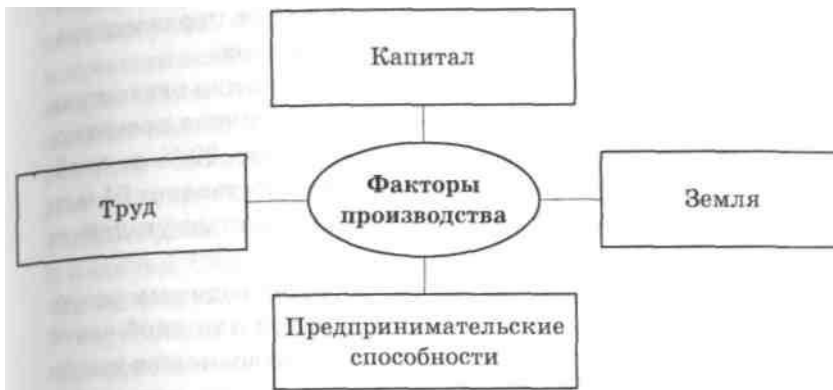 Капитал
Труд
Факторы
производства
Земля
Предпринимательские
способности